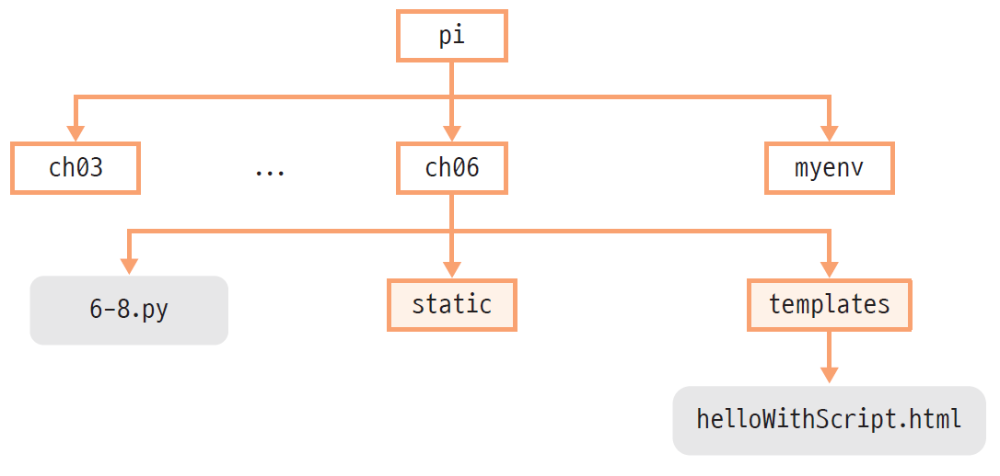 pi
ch03
...
ch06
myenv
6-8.py
static
templates
helloWithScript.html